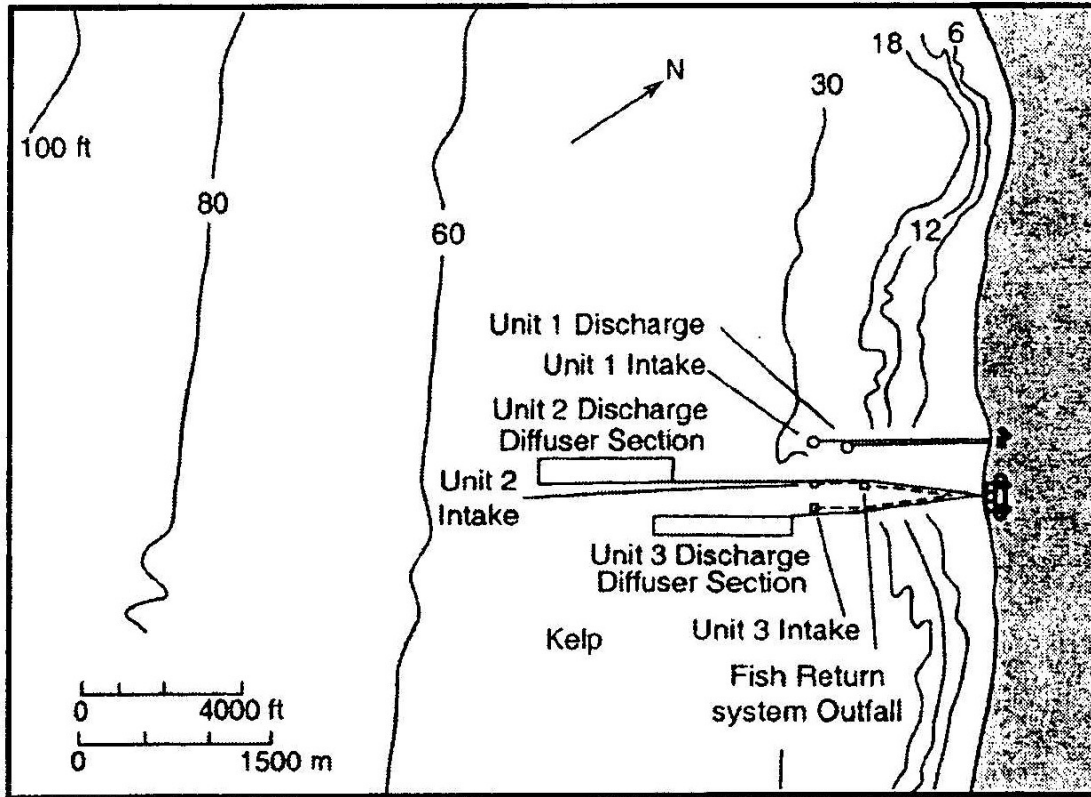 6
18
N
30
100 ft
80
12
60
Unit 1 Discharge
Unit 1 Intake
Unit 2 Discharge
Diffuser Section
Unit 2
Intake
Unit 3 Discharge
Diffuser Section
Unit 3 Intake
Kelp
Fish Return
system Outfall
0 4000 ft
0 1500 m